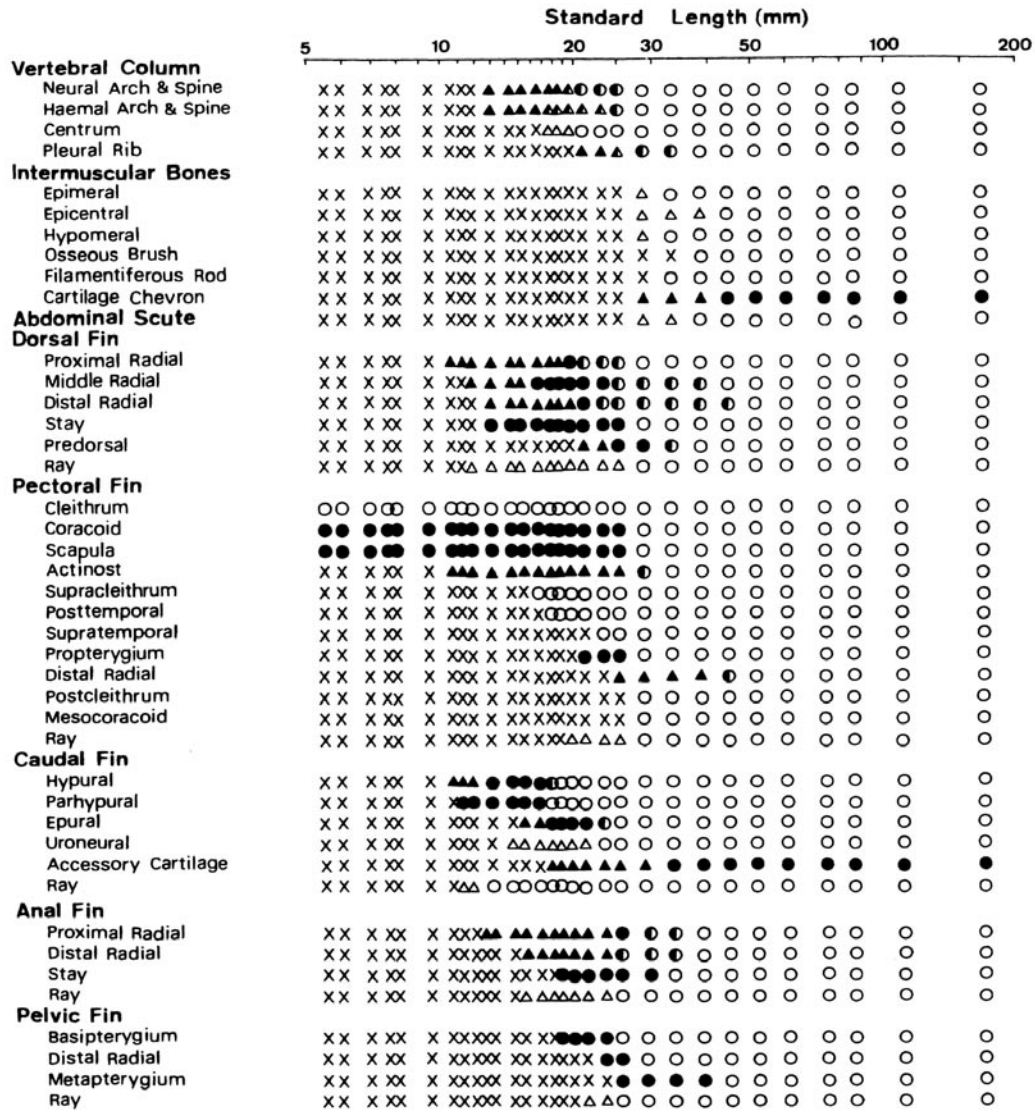 Standard Length (mm)
5 10 20 30 50 100 200
Vertebral Column
Neural Arch & Spine
Haemal Arch & Spine
Centrum
Pleural Rib
Intermuscular Bones
Epimeral
Epicentral
Hypomeral
Osseous Brush
Filamentiferous Rod
Cartilage Chevron
Abdominal Scute
Dorsal Fin
Proximal Radial
Middle Radial
Distal Radial
Stay
Predorsal
Ray
Pectoral Fin
Cleithrum
Coracoid
Scapula
Actinost
Supracleithrum
Posttemporal
Supratemporal
Propterygium
Distal Radial
Postcleithrum
Mesocoracoid
Ray
Caudal Fin
Hypural
Parhypural
Epural
Uroneural
Accessory Cartilage
Ray
Anal Fin
Proximal Radial
Distal Radial
Stay
Ray
Pelvic Fin
Basipterygium
Distal Radial
Metapterygium
Ray